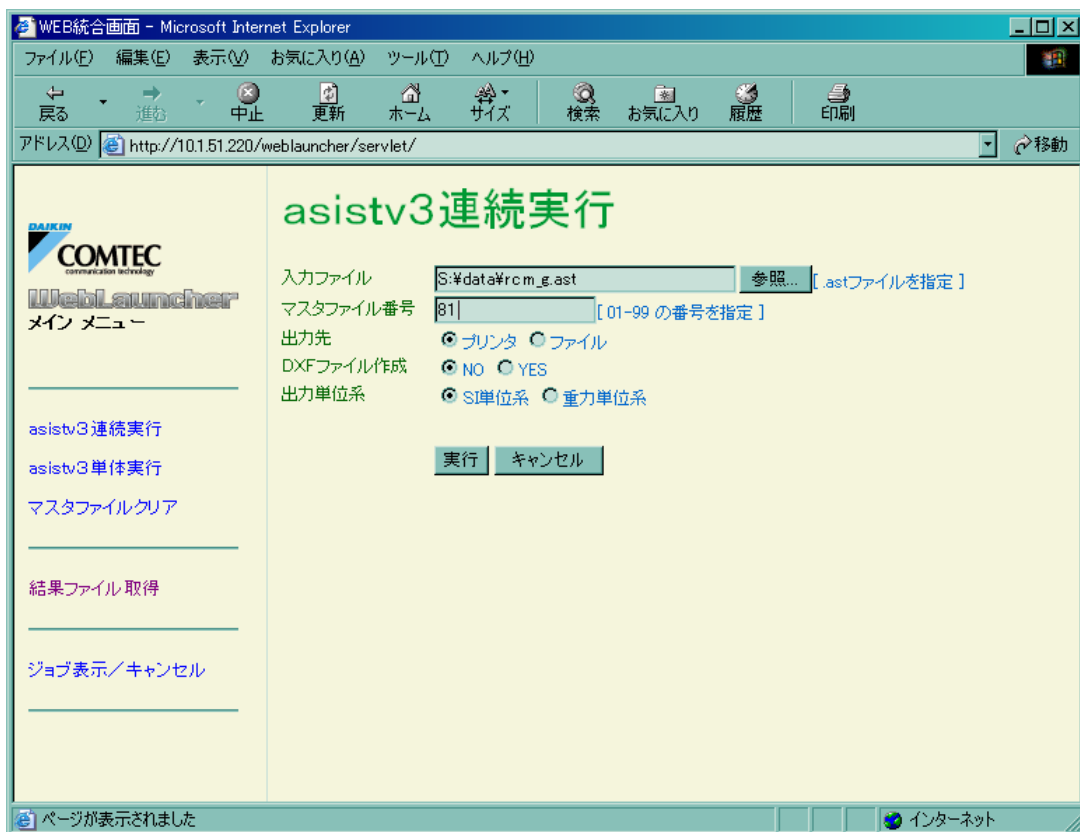 WEB統合画面 - Microsoft Internet Explorer
ファイル(F) 編集(E) 表示(V) お気に入り(A) ツール(T) ヘルプ(H)
戻る 進む 中止 更新 ホーム サイズ 検索 お気に入り 履歴 印刷
アドレス(D) http://10.1.51.220/weblauncher/servlet/ 移動
DAIKIN
COMTEC
communication technology
WebLauncher
メイン メニュー
asistv3連続実行
asistv3単体実行
マスタファイルクリア
結果ファイル取得
ジョブ表示/キャンセル
asistv3連続実行
入力ファイル S:¥data¥rcm_g.ast 参照... [ .astファイルを指定 ]
マスタファイル番号 81 [ 01-99 の番号を指定 ]
出力先 プリンタ ファイル
DXFファイル作成 NO YES
出力単位系 SI単位系 重力単位系
実行 キャンセル
ページが表示されました インターネット